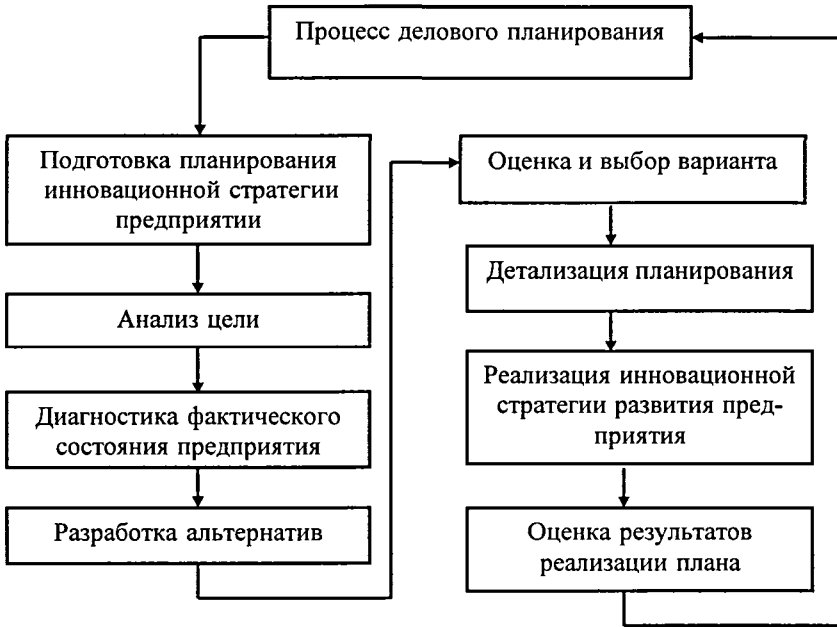 Процесс делового планирования
Подготовка планирования
инновационной стратегии
предприятии
Анализ цели
Диагностика фактического
состояния предприятия
Разработка альтернатив
Оценка и выбор варианта
Детализация планирования
Реализация инновационной
стратегии развития пред-
приятия
Оценка результатов
реализации плана